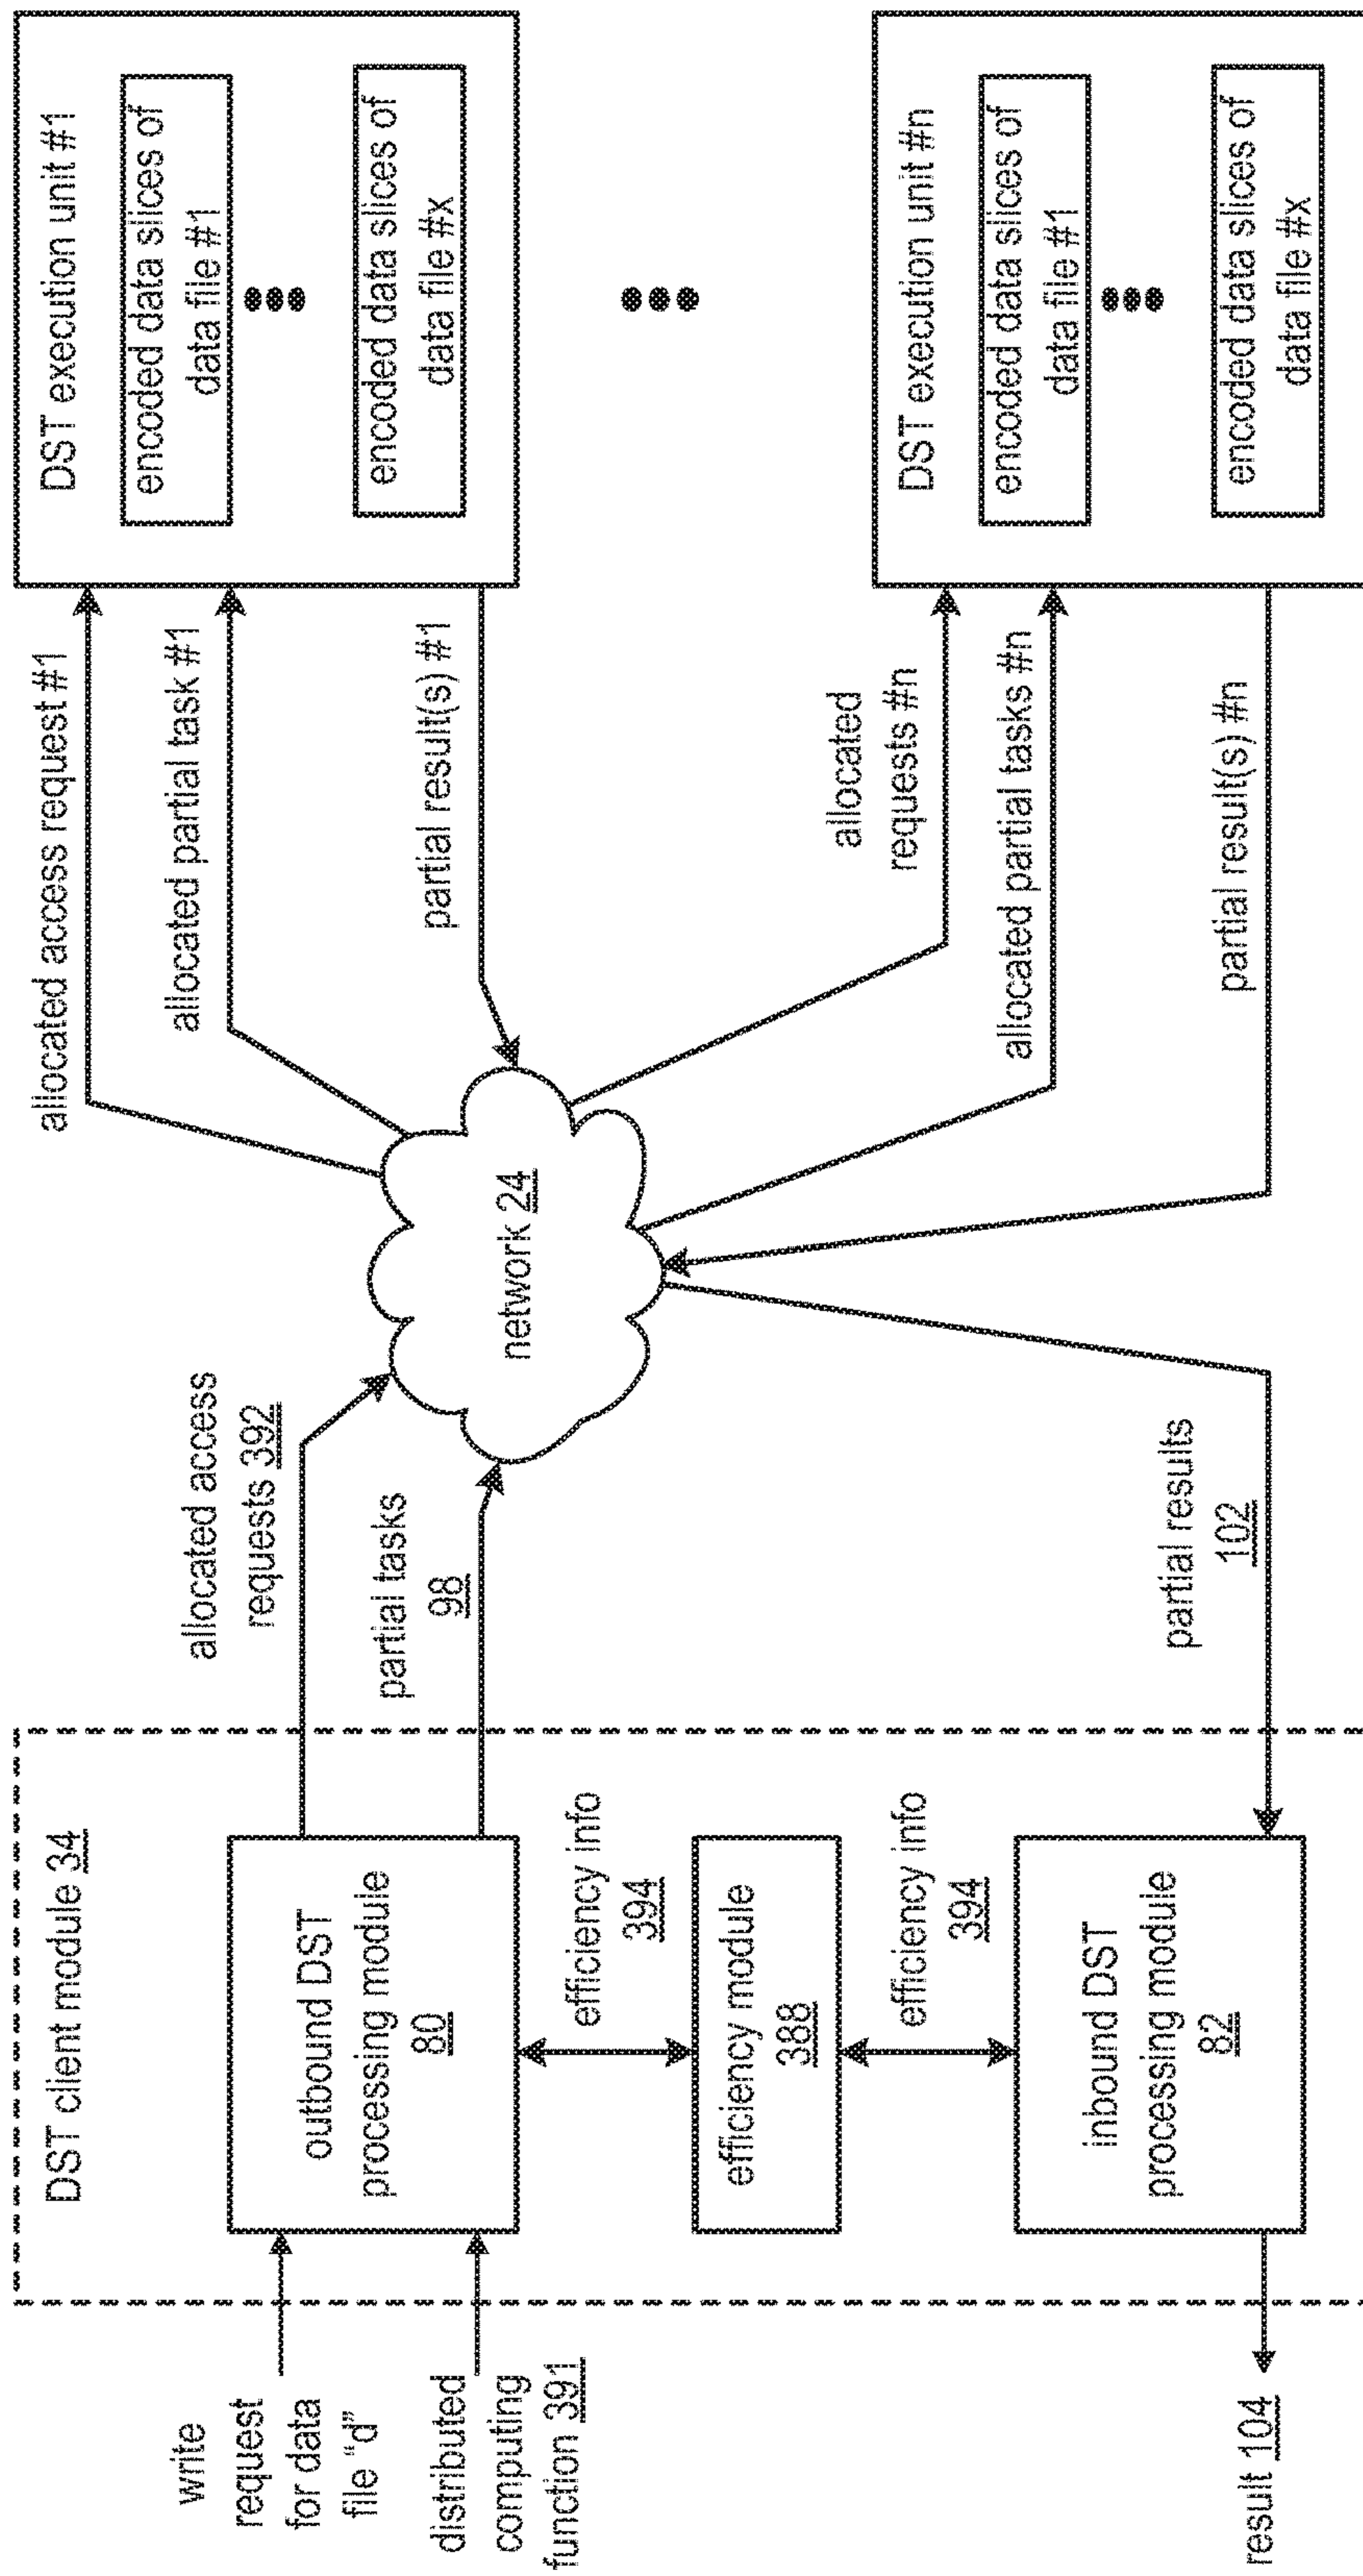 DST client module 34
write
request
for data
file "d"
distributed
computing
function 391
outbound DST
processing module
80
efficiency info
394
efficiency module
388
efficiency info
394
inbound DST
processing module
82
result 104
allocated access
requests 392
partial tasks
98
network 24
partial results
102
allocated access request #1
allocated partial task #1
partial result(s) #1
allocated
requests #n
allocated partial tasks #n
partial result(s) #n
DST execution unit #1
encoded data slices of
data file #1
encoded data slices of
data file #x
DST execution unit #n
encoded data slices of
data file #1
encoded data slices of
data file #x